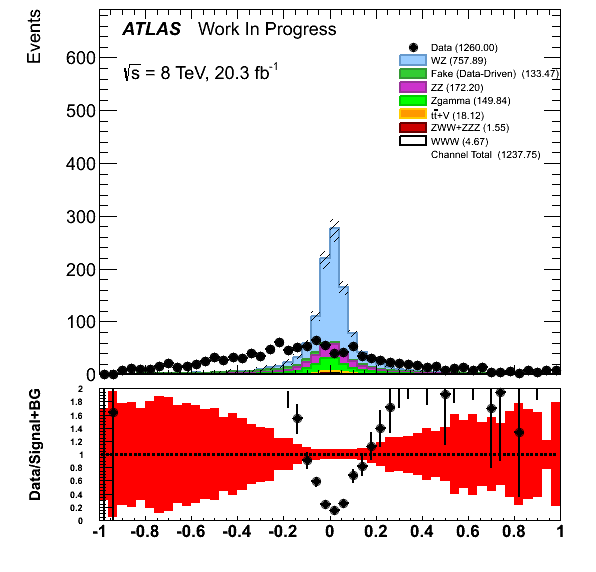 ATLAS Work In Progress
√s = 8 TeV, 20.3 fb-1
Events
600
500
400
300
200
100
0
Data (1260.00)
WZ (757.89)
Fake (Data-Driven) (133.47)
ZZ (172.20)
Zgamma (149.84)
tt̄+V (18.12)
ZWW+ZZZ (1.55)
WWW (4.67)
Channel Total (1237.75)
Data/Signal+BG
2
1.8
1.6
1.4
1.2
1
0.8
0.6
0.4
0.2
0
-1 -0.8 -0.6 -0.4 -0.2 0 0.2 0.4 0.6 0.8 1